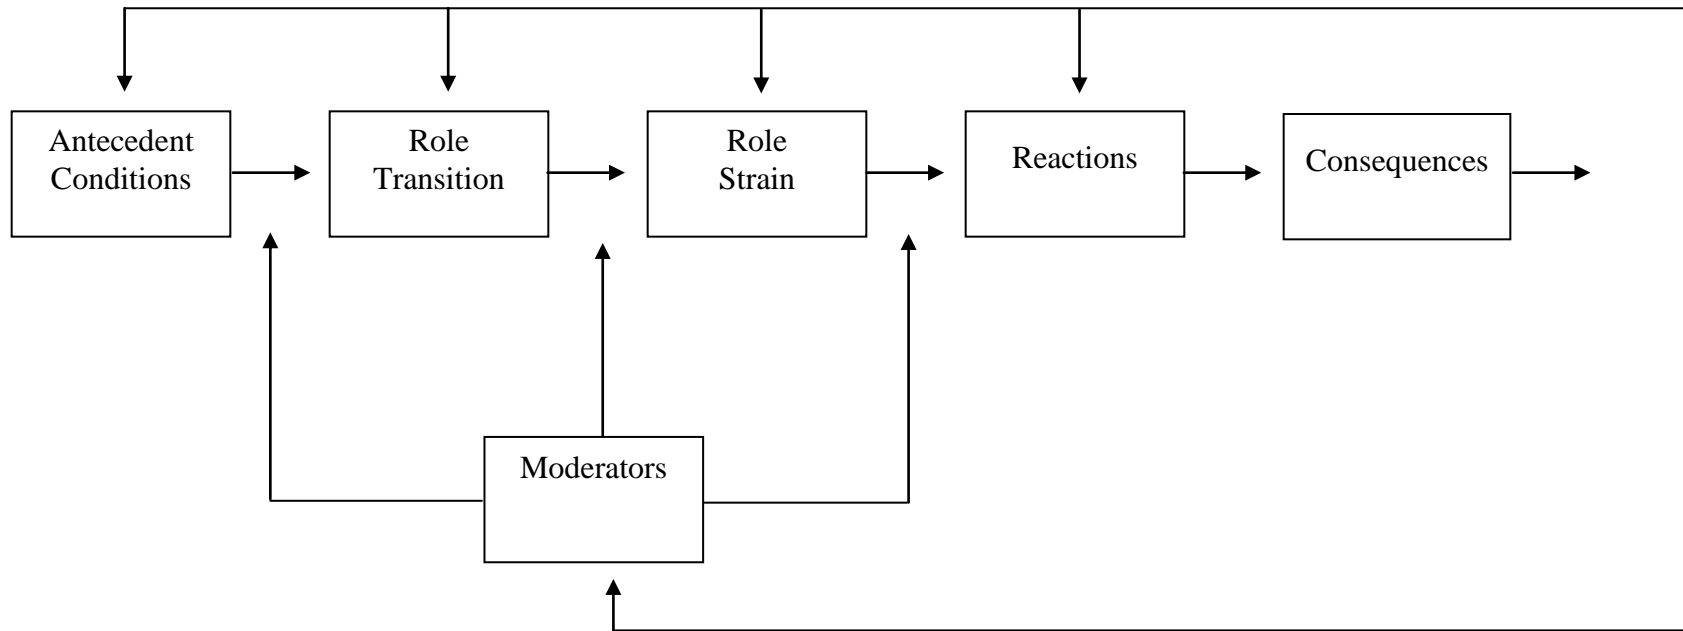 Antecedent
Conditions
Role
Transition
Role
Strain
Reactions
Consequences
Moderators